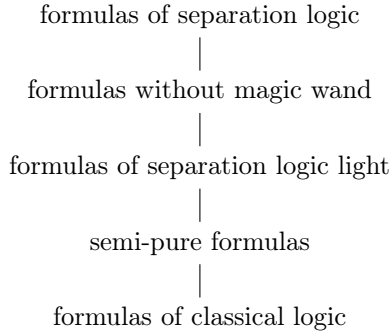 formulas of separation logic
formulas without magic wand
formulas of separation logic light
semi-pure formulas
formulas of classical logic